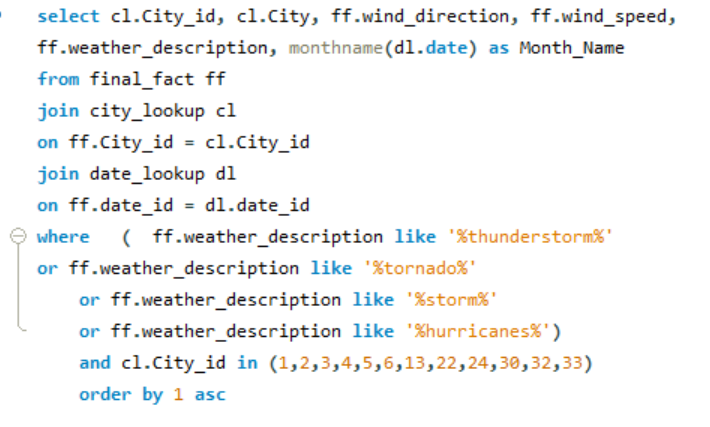 select cl.City_id, cl.City, ff.wind_direction, ff.wind_speed,
ff.weather_description, monthname(dl.date) as Month_Name
from final_fact ff
join city_lookup cl
on ff.City_id = cl.City_id
join date_lookup dl
on ff.date_id = dl.date_id
where ( ff.weather_description like '%thunderstorm%'
or ff.weather_description like '%tornado%'
or ff.weather_description like '%storm%'
or ff.weather_description like '%hurricanes%')
and cl.City_id in (1,2,3,4,5,6,13,22,24,30,32,33)
order by 1 asc